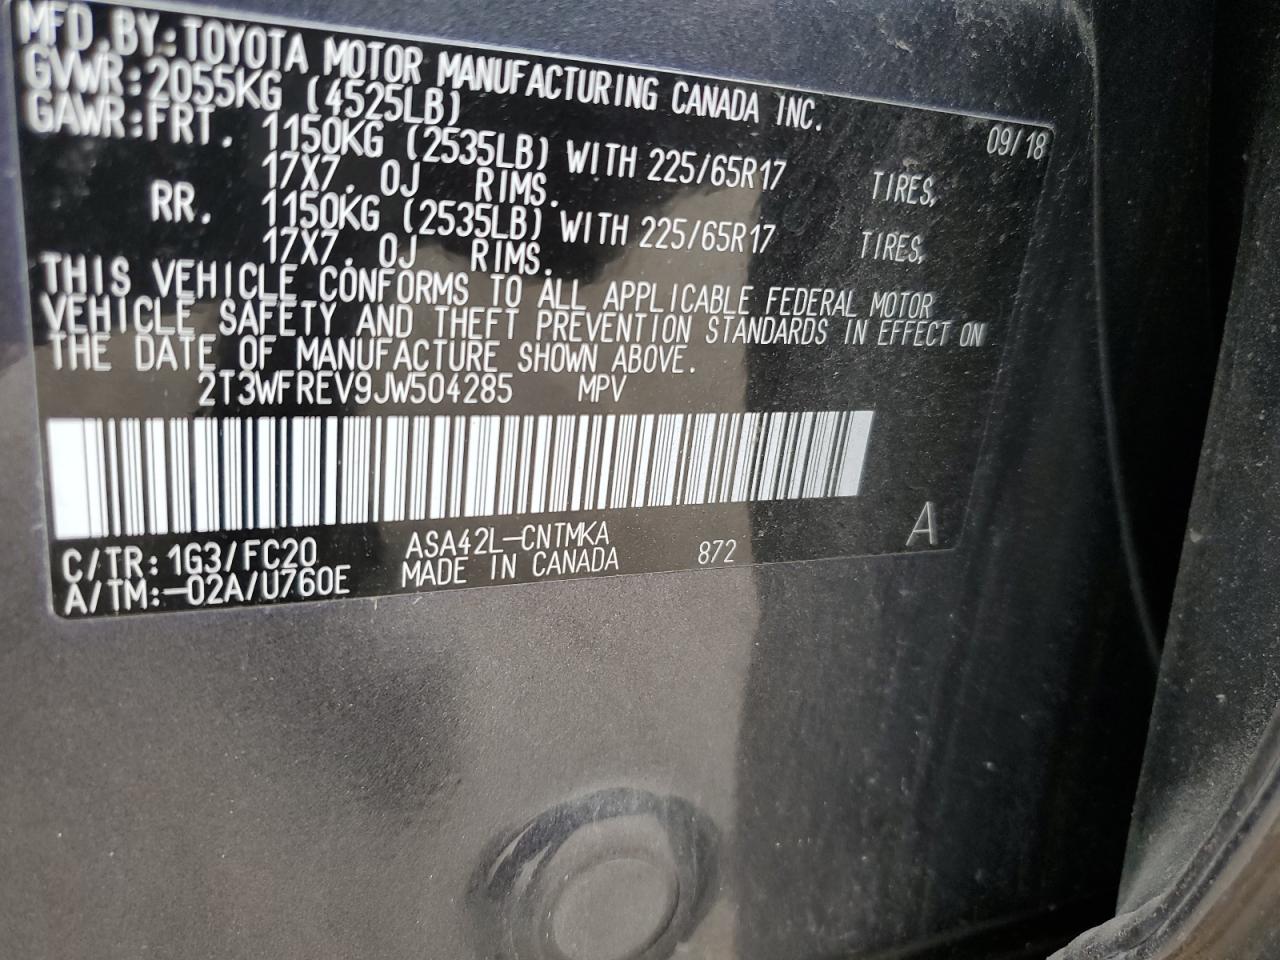 MFD.BY:TOYOTA MOTOR MANUFACTURING CANADA INC. 09/18
GVWR:2055KG (4525LB)
GAWR:FRT. 1150KG (2535LB) WITH 225/65R17 TIRES,
17X7. 0J RIMS.
RR. 1150KG (2535LB) WITH 225/65R17 TIRES,
17X7. 0J RIMS.
THIS VEHICLE CONFORMS TO ALL APPLICABLE FEDERAL MOTOR
VEHICLE SAFETY AND THEFT PREVENTION STANDARDS IN EFFECT ON
THE DATE OF MANUFACTURE SHOWN ABOVE.
2T3WFREV9JW504285 MPV
C/TR:1G3/FC20 ASA42L-CNTMKA 872 A
A/TM:-02A/U760E MADE IN CANADA